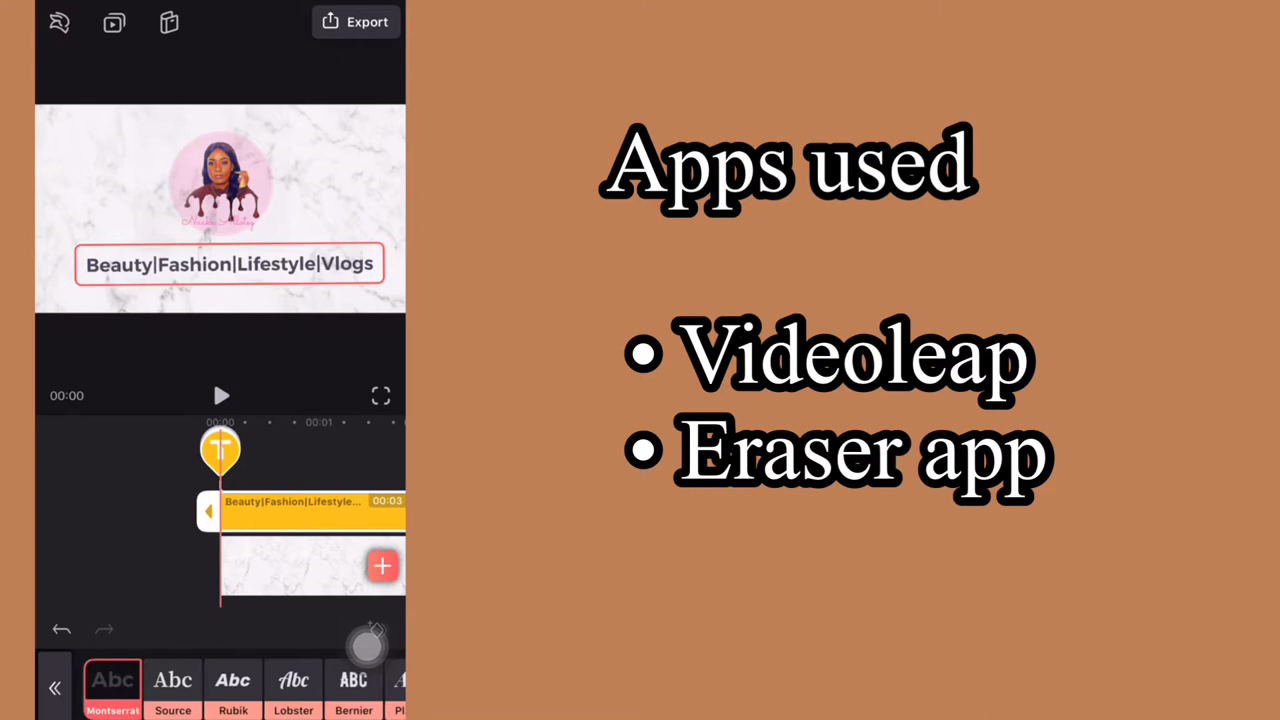 Export
Beauty|Fashion|Lifestyle|Vlogs
00:00
00:00
00:01
T
Beauty|Fashion|Lifestyle...
00:03
Abc
Abc
Abc
Abc
ABC
Montserrat
Source
Rubik
Lobster
Bernier
Pl
Apps used
• Videoleap
• Eraser app